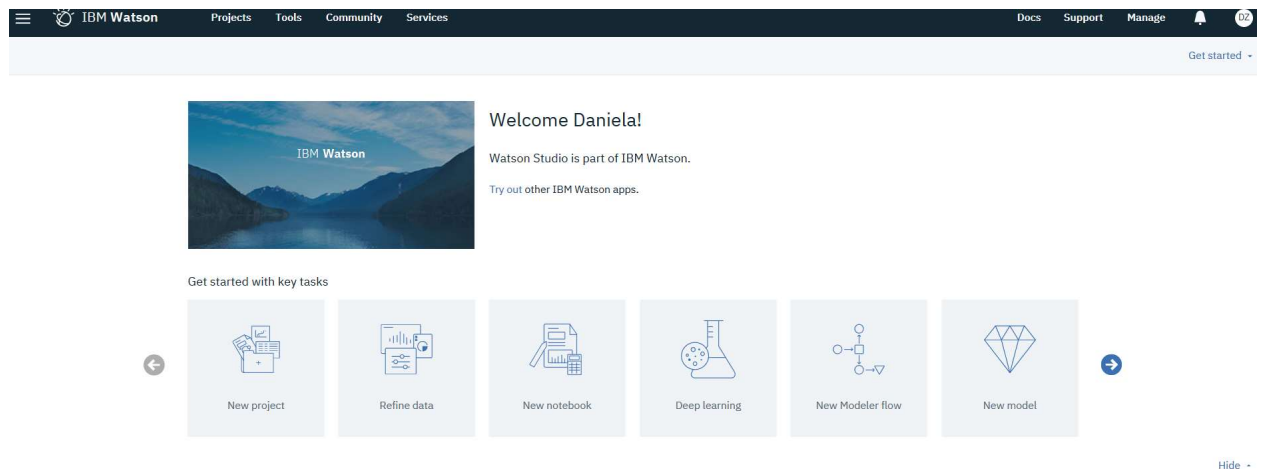 IBM Watson Projects Tools Community Services Docs Support Manage DZ
Get started
IBM Watson
Welcome Daniela!
Watson Studio is part of IBM Watson.
Try out other IBM Watson apps.
Get started with key tasks
New project Refine data New notebook Deep learning New Modeler flow New model
Hide